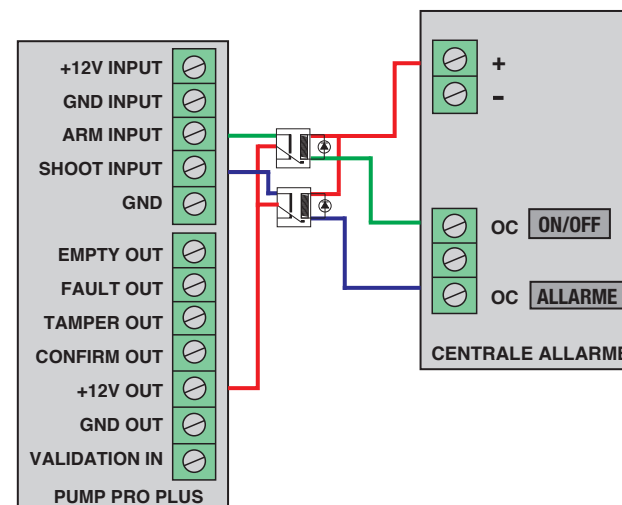 +12V INPUT
GND INPUT
ARM INPUT
SHOOT INPUT
GND
EMPTY OUT
FAULT OUT
TAMPER OUT
CONFIRM OUT
+12V OUT
GND OUT
VALIDATION IN
PUMP PRO PLUS
+
-
OC ON/OFF
OC ALLARME
CENTRALE ALLARME